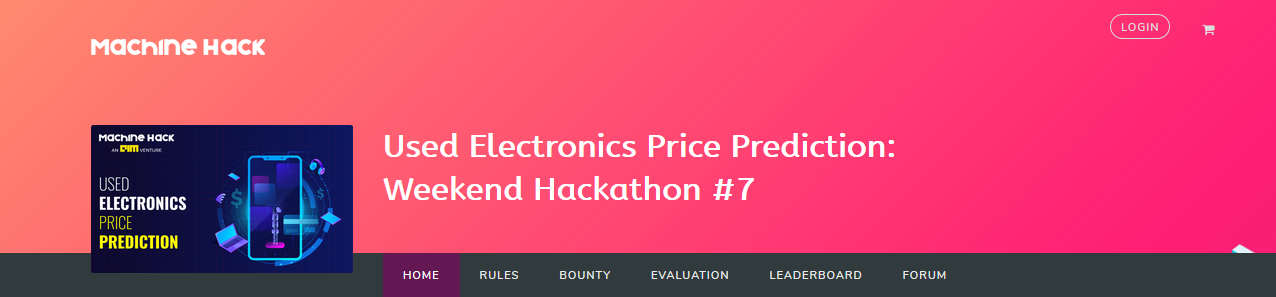 MACHINE HACK
LOGIN
MACHINE HACK
AN AIM VENTURE
USED
ELECTRONICS
PRICE
PREDICTION
Used Electronics Price Prediction:
Weekend Hackathon #7
HOME
RULES
BOUNTY
EVALUATION
LEADERBOARD
FORUM